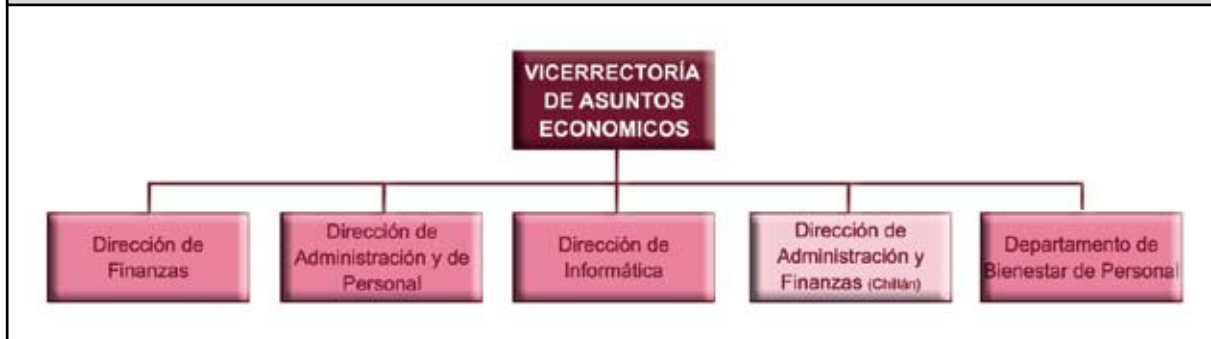 VICERRECTORÍA
DE ASUNTOS
ECONOMICOS
Dirección de
Finanzas
Dirección de
Administración y de
Personal
Dirección de
Informática
Dirección de
Administración y
Finanzas (Chillán)
Departamento de
Bienestar de Personal